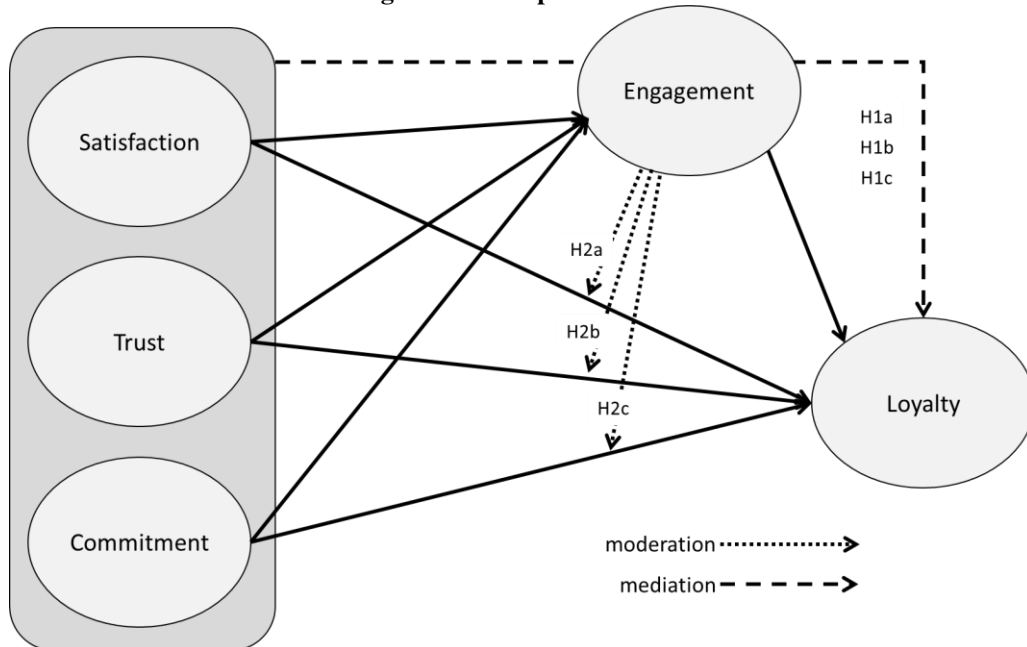 Engagement
Satisfaction
H1a
H1b
H1c
H2a
Trust
H2b
Loyalty
H2c
Commitment
moderation
mediation